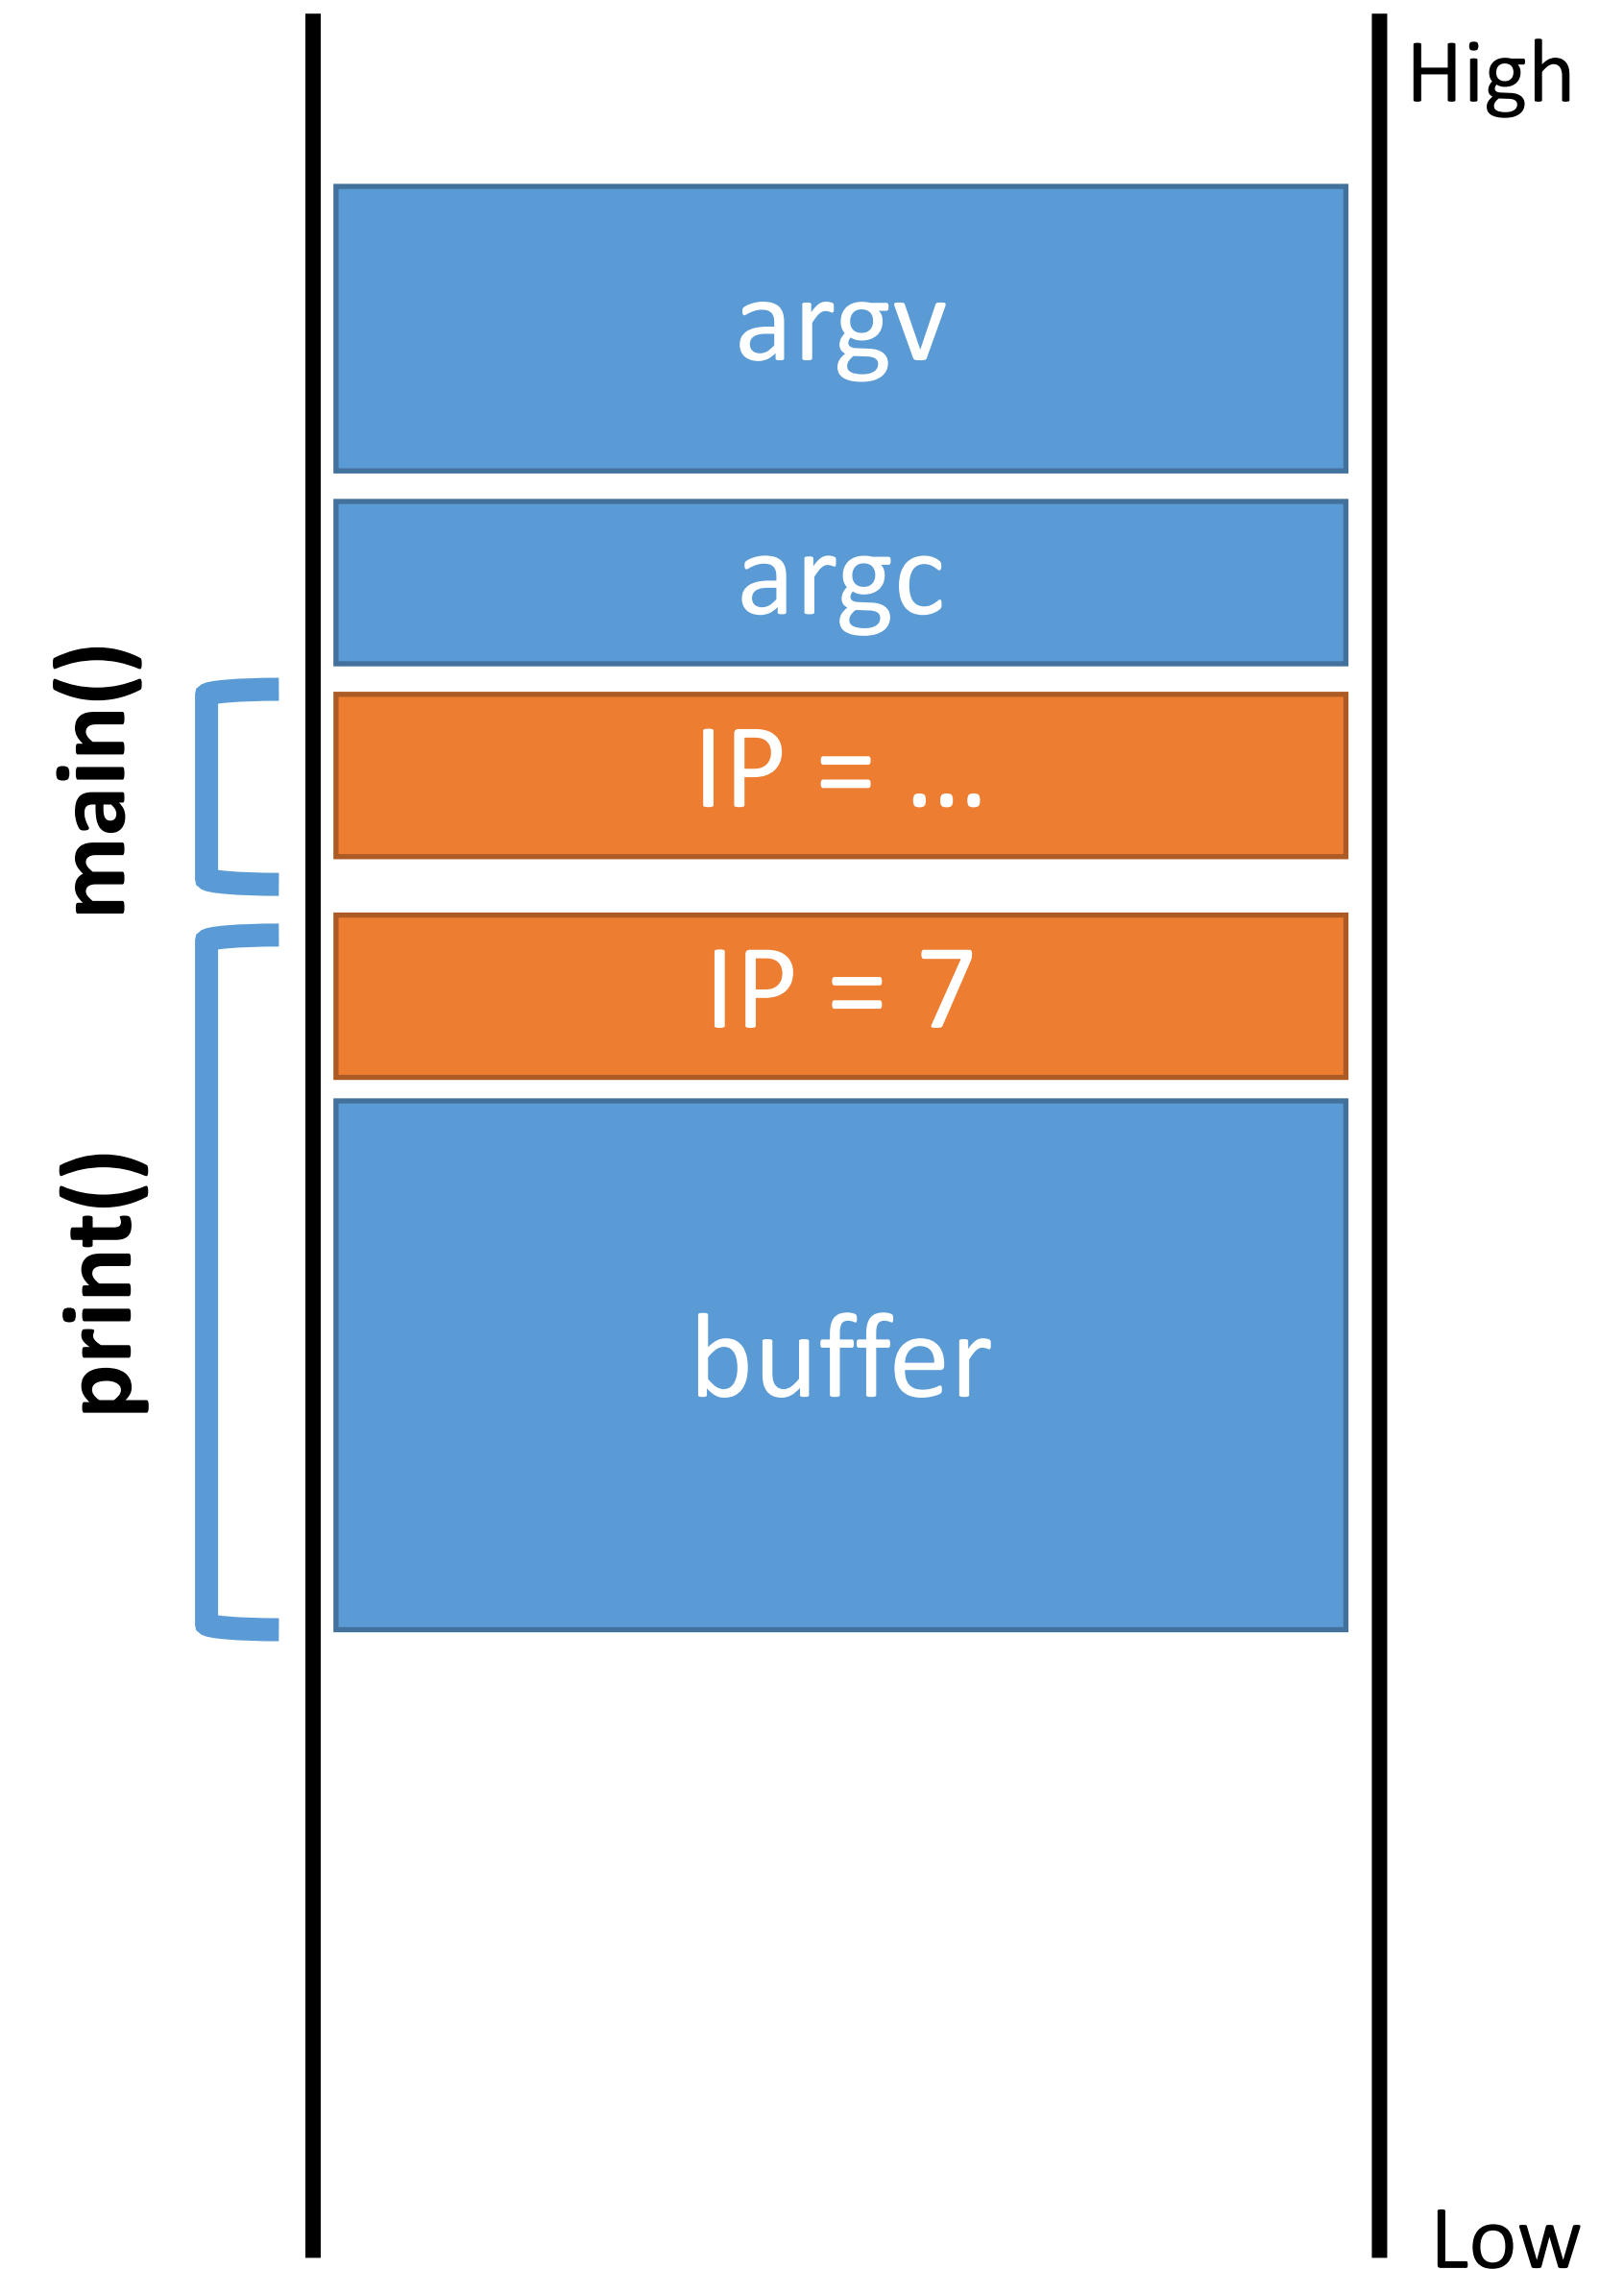 High
argv
argc
main()
IP = ...
IP = 7
print()
buffer
Low